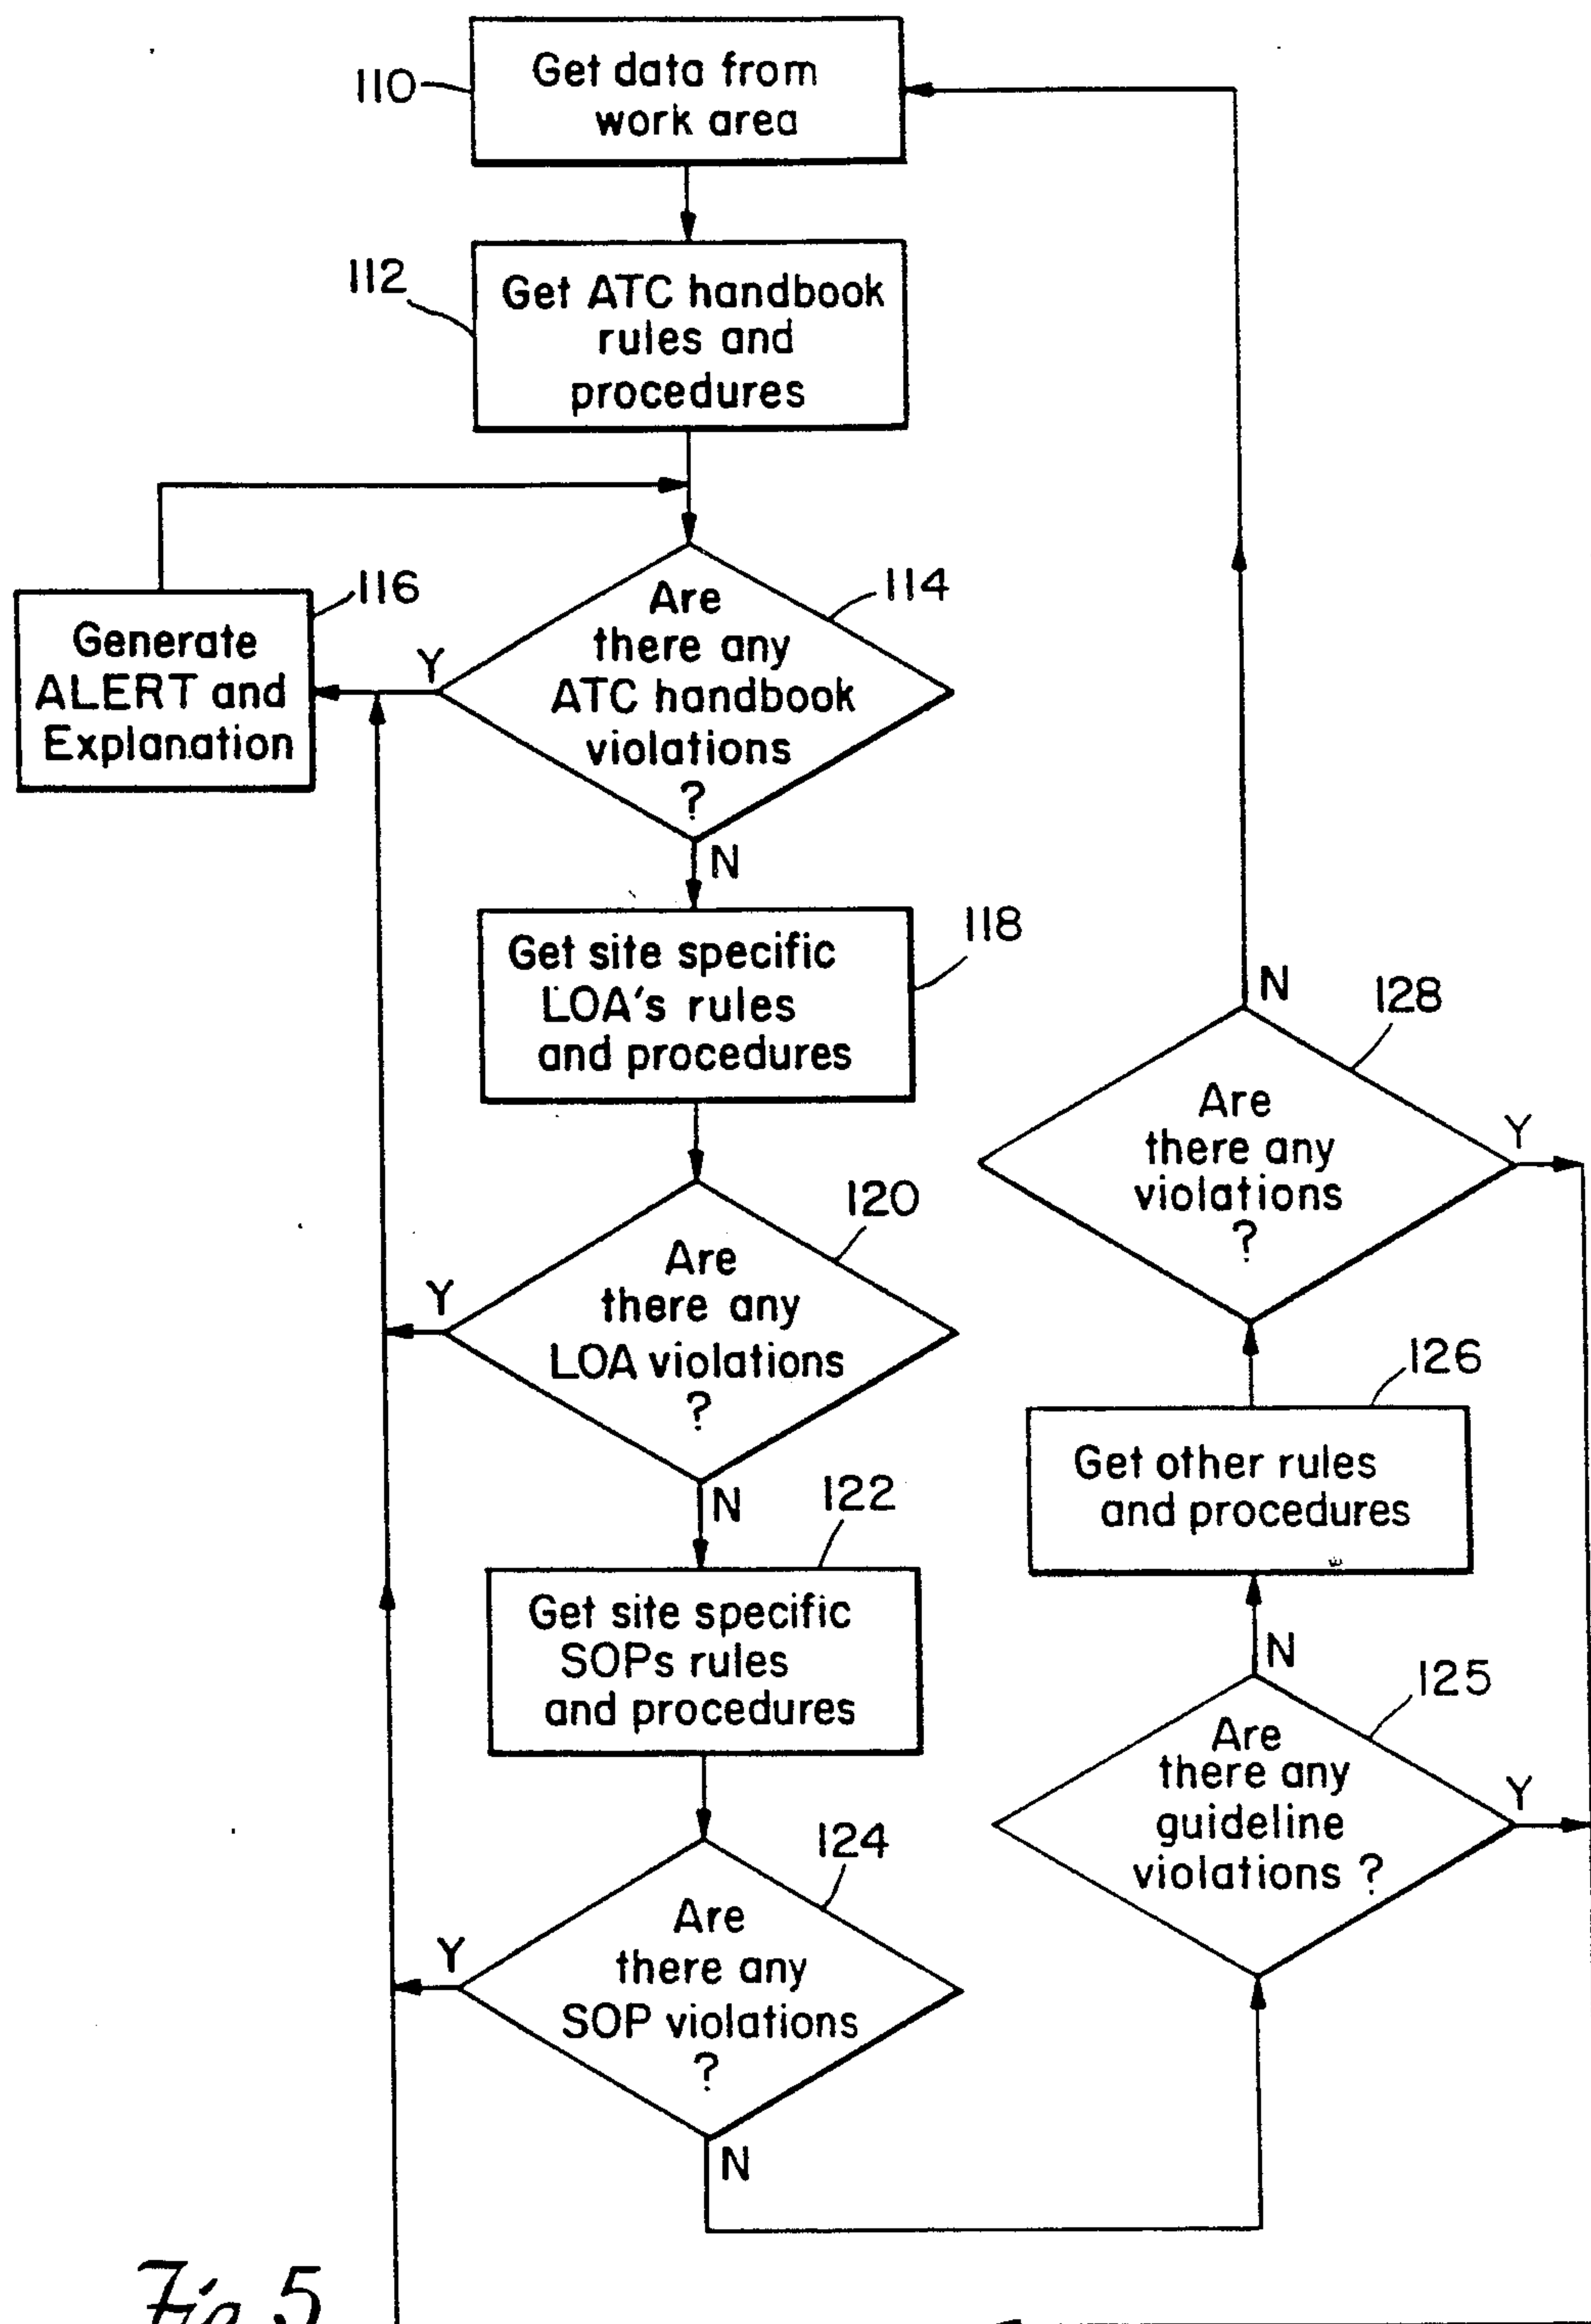 110
Get data from
work area
112
Get ATC handbook
rules and
procedures
116
Generate
ALERT and
Explanation
Y
114
Are
there any
ATC handbook
violations
?
N
118
Get site specific
LOA's rules
and procedures
120
Are
there any
LOA violations
?
Y
N
122
Get site specific
SOPs rules
and procedures
124
Are
there any
SOP violations
?
Y
N
125
Are
there any
guideline
violations ?
Y
N
126
Get other rules
and procedures
128
Are
there any
violations
?
Y
N
Fig. 5